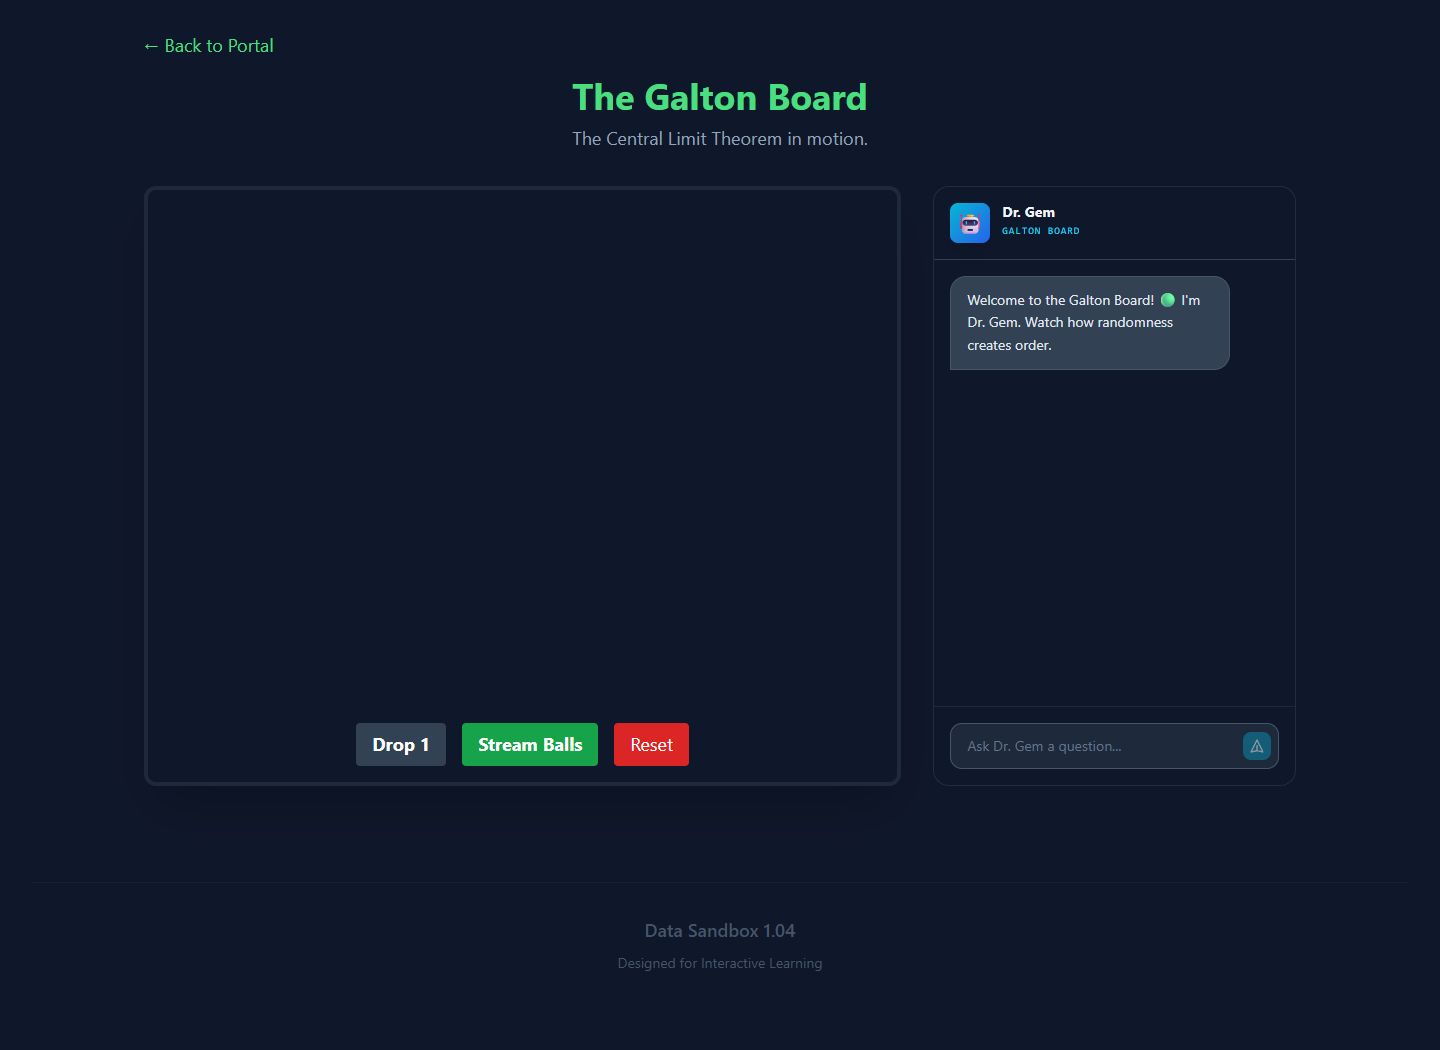 ← Back to Portal
The Galton Board
The Central Limit Theorem in motion.
Drop 1
Stream Balls
Reset
Dr. Gem
GALTON BOARD
Welcome to the Galton Board! I'm
Dr. Gem. Watch how randomness
creates order.
Ask Dr. Gem a question...
Data Sandbox 1.04
Designed for Interactive Learning